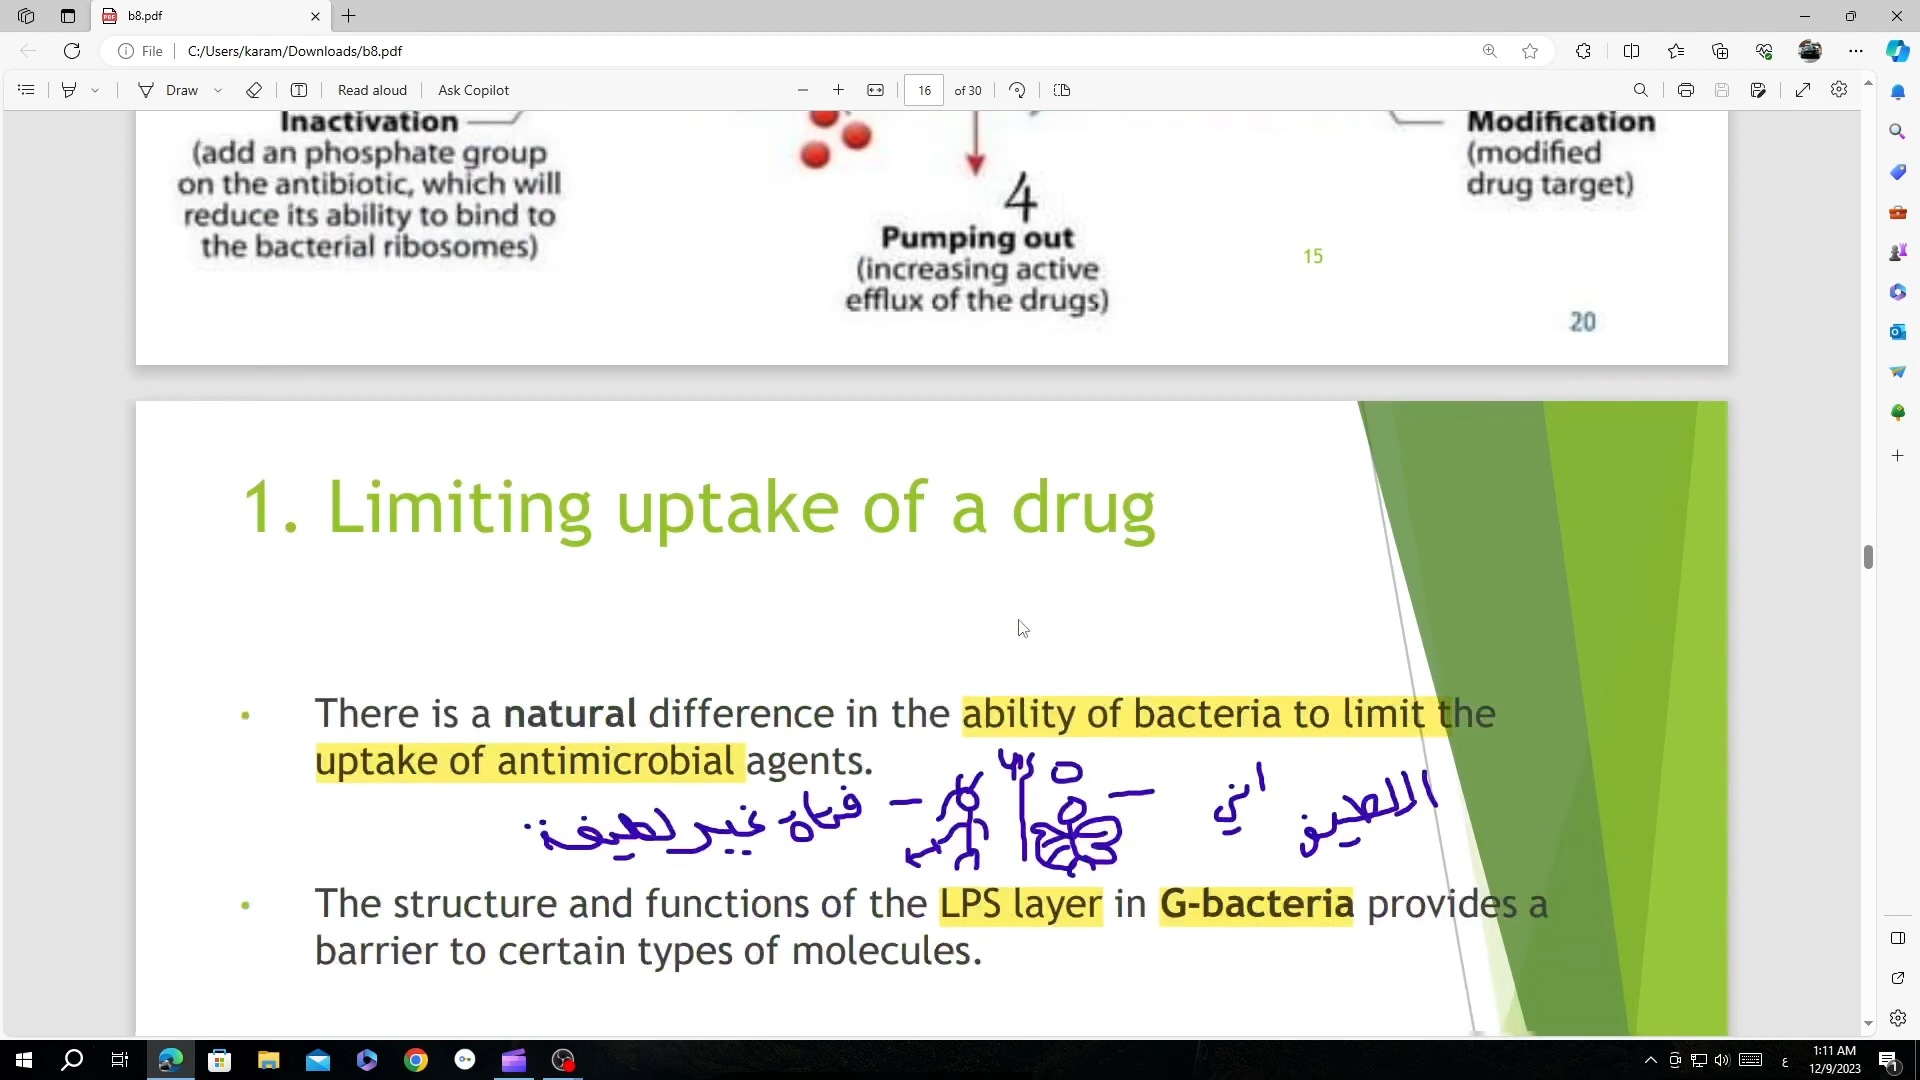 b8.pdf
File
C:/Users/karam/Downloads/b8.pdf
Draw
Read aloud
Ask Copilot
16
of 30
Inactivation
(add an phosphate group
on the antibiotic, which will
reduce its ability to bind to
the bacterial ribosomes)
4
Pumping out
(increasing active
efflux of the drugs)
Modification
(modified
drug target)
15
20
1. Limiting uptake of a drug
• There is a natural difference in the ability of bacteria to limit the
uptake of antimicrobial agents.
اللطيف اني
فتاة غير لطيفة
• The structure and functions of the LPS layer in G-bacteria provides a
barrier to certain types of molecules.
ع
1:11 AM
12/9/2023
1